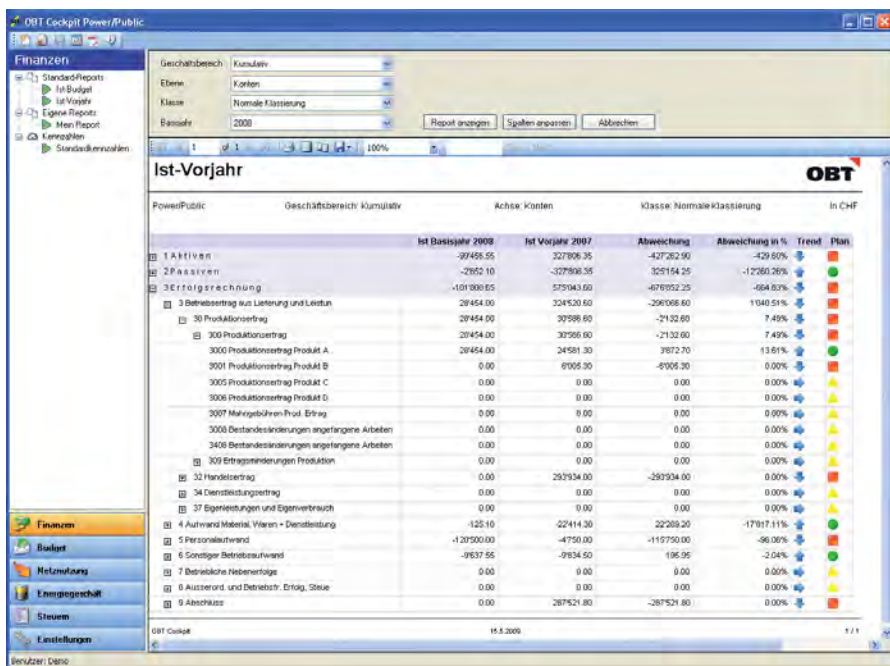 OBT Cockpit Power/Public
Finanzen
Standard-Reports
Ist-Budget
Ist-Vorjahr
Eigene Reports
Mein Report
Kennzahlen
Standardkennzahlen
Geschäftsbereich Kumulativ
Ebene Konten
Klasse Normale Klassierung
Basisjahr 2008 Report anzeigen Spalten anpassen Abbrechen
1 of 1 100%
Ist-Vorjahr OBT
Power/Public Geschäftsbereich: Kumulativ Achse: Konten Klasse: Normale Klassierung In CHF
Ist Basisjahr 2008 Ist Vorjahr 2007 Abweichung Abweichung in % Trend Plan
1 Aktiven -99'456.55 327'806.35 -427'262.90 -429.60%
2 Passiven -2'652.10 -327'806.35 325'154.25 -12'260.26%
3 Erfolgsrechnung -101'808.65 575'043.60 -676'852.25 -664.83%
3 Betriebsertrag aus Lieferung und Leistun 28'454.00 324'520.60 -296'066.60 1'040.51%
30 Produktionsertrag 28'454.00 30'586.60 -2'132.60 7.49%
300 Produktionsertrag 28'454.00 30'586.60 -2'132.60 7.49%
3000 Produktionsertrag Produkt A 28'454.00 24'581.30 3'872.70 13.61%
3001 Produktionsertrag Produkt B 0.00 6'005.30 -6'005.30 0.00%
3005 Produktionsertrag Produkt C 0.00 0.00 0.00 0.00%
3006 Produktionsertrag Produkt D 0.00 0.00 0.00 0.00%
3007 Mahngebühren Prod. Ertrag 0.00 0.00 0.00 0.00%
3008 Bestandesänderungen angefangene Arbeiten 0.00 0.00 0.00 0.00%
3408 Bestandesänderungen angefangene Arbeiten 0.00 0.00 0.00 0.00%
309 Ertragsminderungen Produktion 0.00 0.00 0.00 0.00%
32 Handelsertrag 0.00 293'934.00 -293'934.00 0.00%
34 Dienstleistungsertrag 0.00 0.00 0.00 0.00%
37 Eigenleistungen und Eigenverbrauch 0.00 0.00 0.00 0.00%
4 Aufwand Material, Waren + Dienstleistung -125.10 -22'414.30 22'289.20 -17'817.11%
5 Personalaufwand -120'500.00 -4'750.00 -115'750.00 -96.06%
6 Sonstiger Betriebsaufwand -9'637.55 -9'834.50 196.95 -2.04%
7 Betriebliche Nebenerfolge 0.00 0.00 0.00 0.00%
8 Ausserord. und Betriebsfr. Erfolg, Steue 0.00 0.00 0.00 0.00%
9 Abschluss 0.00 287'521.80 -287'521.80 0.00%
OBT Cockpit 15.5.2009 1 / 1
Finanzen
Budget
Netznutzung
Energiegeschäft
Steuern
Einstellungen
Benutzer: Demo